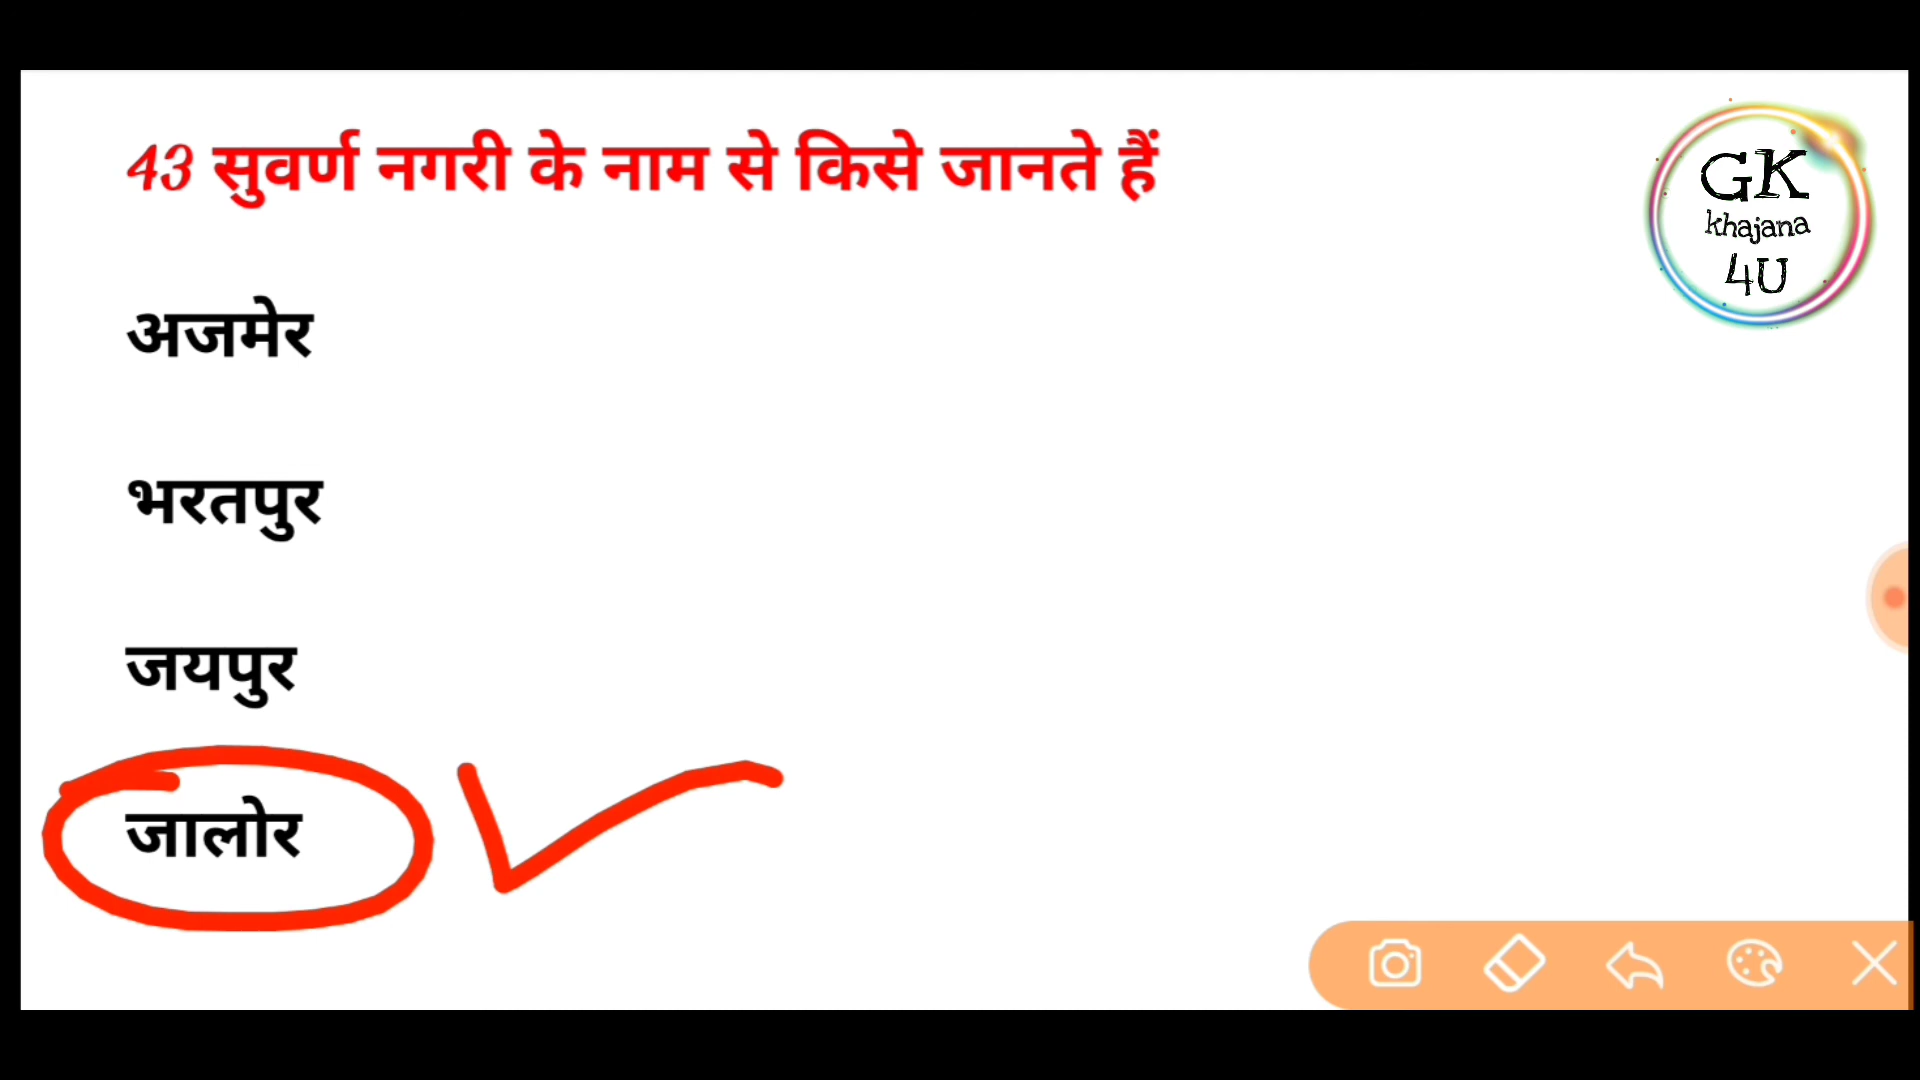 43 सुवर्ण नगरी के नाम से किसे जानते हैं
GK
khajana
4U
अजमेर
भरतपुर
जयपुर
जालोर